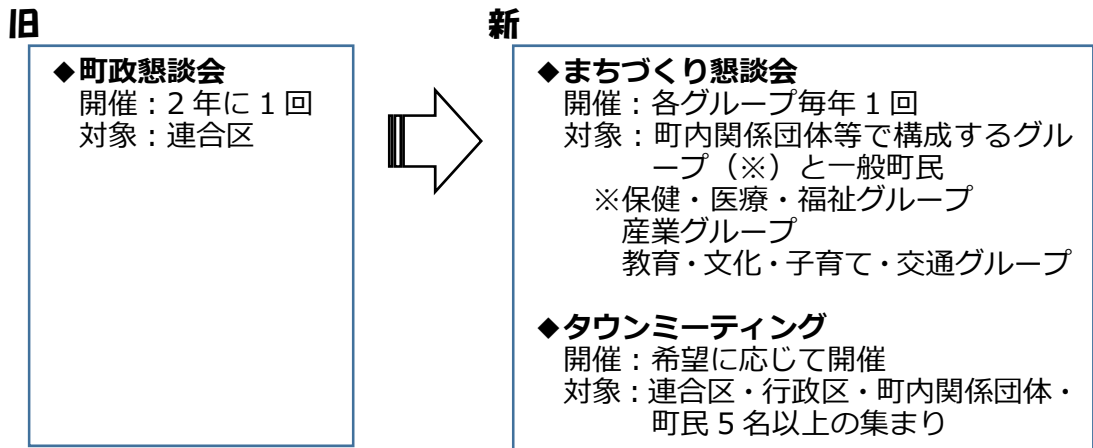 旧
◆町政懇談会
開催：2年に1回
対象：連合区
新
◆まちづくり懇談会
開催：各グループ毎年1回
対象：町内関係団体等で構成するグル
ープ（※）と一般町民
※保健・医療・福祉グループ
産業グループ
教育・文化・子育て・交通グループ
◆タウンミーティング
開催：希望に応じて開催
対象：連合区・行政区・町内関係団体・
町民5名以上の集まり